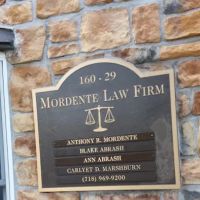 160 - 29
MORDENTE LAW FIRM
ANTHONY R. MORDENTE
BLAKE ABRASH
ANN ABRASH
CARLYET D. MARSHBURN
(718) 969-9200